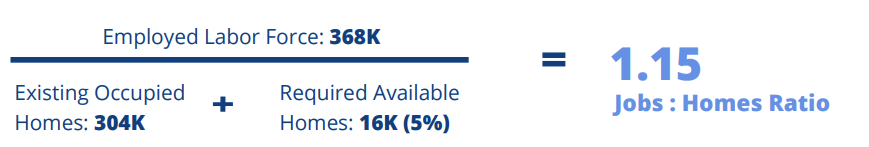 Employed Labor Force: 368K
=
1.15
Jobs : Homes Ratio
Existing Occupied
Homes: 304K
+
Required Available
Homes: 16K (5%)